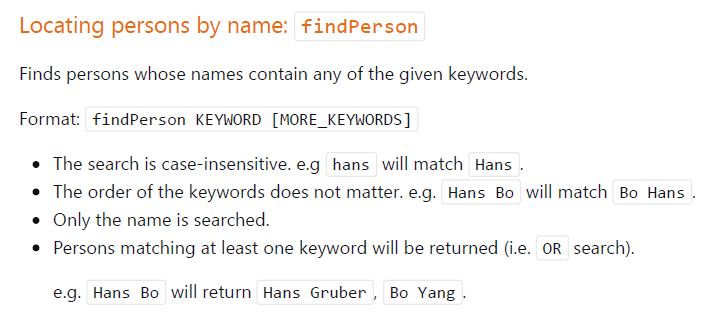 Locating persons by name: findPerson
Finds persons whose names contain any of the given keywords.
Format: findPerson KEYWORD [MORE_KEYWORDS]
• The search is case-insensitive. e.g hans will match Hans .
• The order of the keywords does not matter. e.g. Hans Bo will match Bo Hans .
• Only the name is searched.
• Persons matching at least one keyword will be returned (i.e. OR search).
e.g. Hans Bo will return Hans Gruber , Bo Yang .